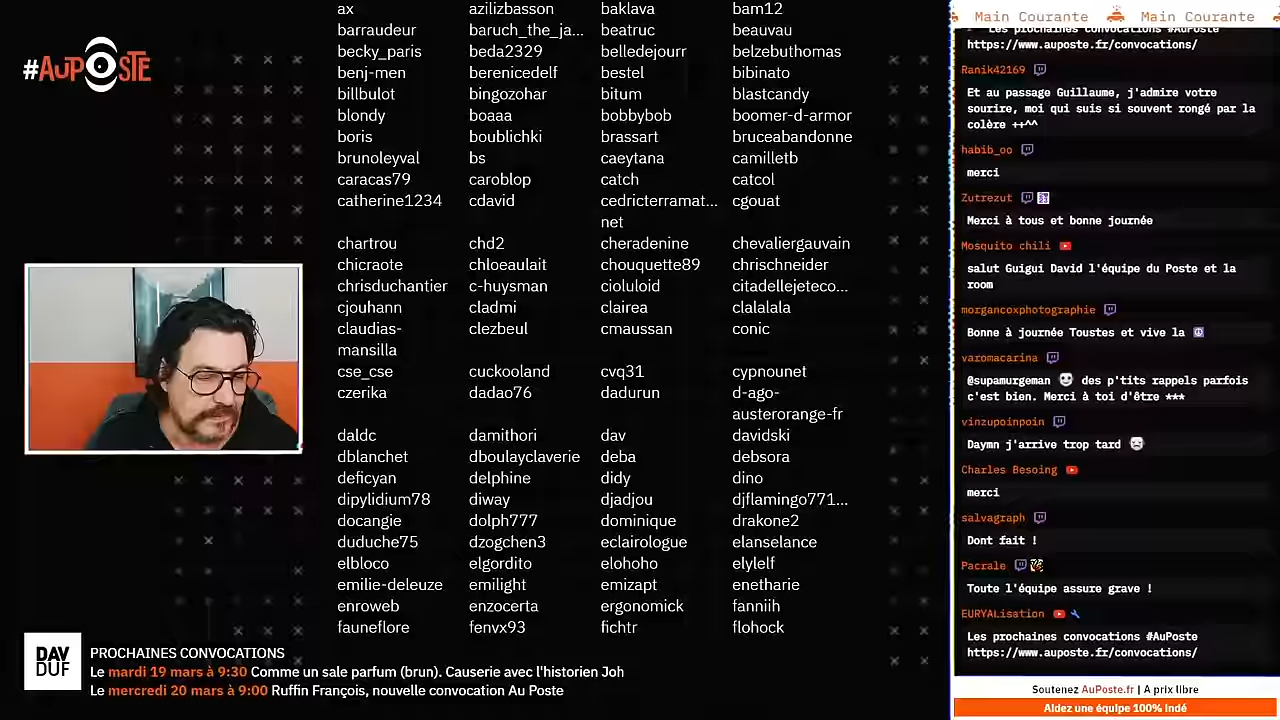 #AUPOSTE
ax azilizbasson baklava bam12
barraudeur baruch_the_ja... beatruc beauvau
becky_paris beda2329 belledejourr belzebuthomas
benj-men berenicedelf bestel bibinato
billbulot bingozohar bitum blastcandy
blondy boaaa bobbybob boomer-d-armor
boris boublichki brassart bruceabandonne
brunoleyval bs caeytana camilletb
caracas79 caroblop catch catcol
catherine1234 cdavid cedricterramat... cgouat
net
chartrou chd2 cheradenine chevaliergauvain
chicraote chloeaulait chouquette89 chrischneider
chrisduchantier c-huysman cioluloid citadellejeteco...
cjouhann cladmi clairea clalalala
claudias- clezbeul cmaussan conic
mansilla
cse_cse cuckooland cvq31 cypnounet
czerika dadao76 dadurun d-ago-
austerorange-fr
daldc damithori dav davidski
dblanchet dboulayclaverie deba debsora
deficyan delphine didy dino
dipylidium78 diway djadjou djflamingo771...
docangie dolph777 dominique drakone2
duduche75 dzogchen3 eclairologue elanselance
elbloco elgordito elohoho elylelf
emilie-deleuze emilight emizapt enetharie
enroweb enzocerta ergonomick fanniih
fauneflore fenvx93 fichtr flohock
DAV
DUF
PROCHAINES CONVOCATIONS
Le mardi 19 mars à 9:30 Comme un sale parfum (brun). Causerie avec l'historien Joh
Le mercredi 20 mars à 9:00 Ruffin François, nouvelle convocation Au Poste
Main Courante Main Courante
- Les prochaines convocations #AuPoste
https://www.auposte.fr/convocations/
Ranik42169
Et au passage Guillaume, j'admire votre
sourire, moi qui suis si souvent rongé par la
colère ++^^
habib_oo
merci
Zutrezut
Merci à tous et bonne journée
Mosquito chili
salut Guigui David l'équipe du Poste et la
room
morgancoxphotographie
Bonne à journée Toustes et vive la
varomacarina
@supamurgeman des p'tits rappels parfois
c'est bien. Merci à toi d'être ***
vinzupoinpoin
Daymn j'arrive trop tard
Charles Besoing
merci
salvagraph
Dont fait !
Pacrale
Toute l'équipe assure grave !
EURYALisation
Les prochaines convocations #AuPoste
https://www.auposte.fr/convocations/
Soutenez AuPoste.fr | A prix libre
Aidez une équipe 100% indé